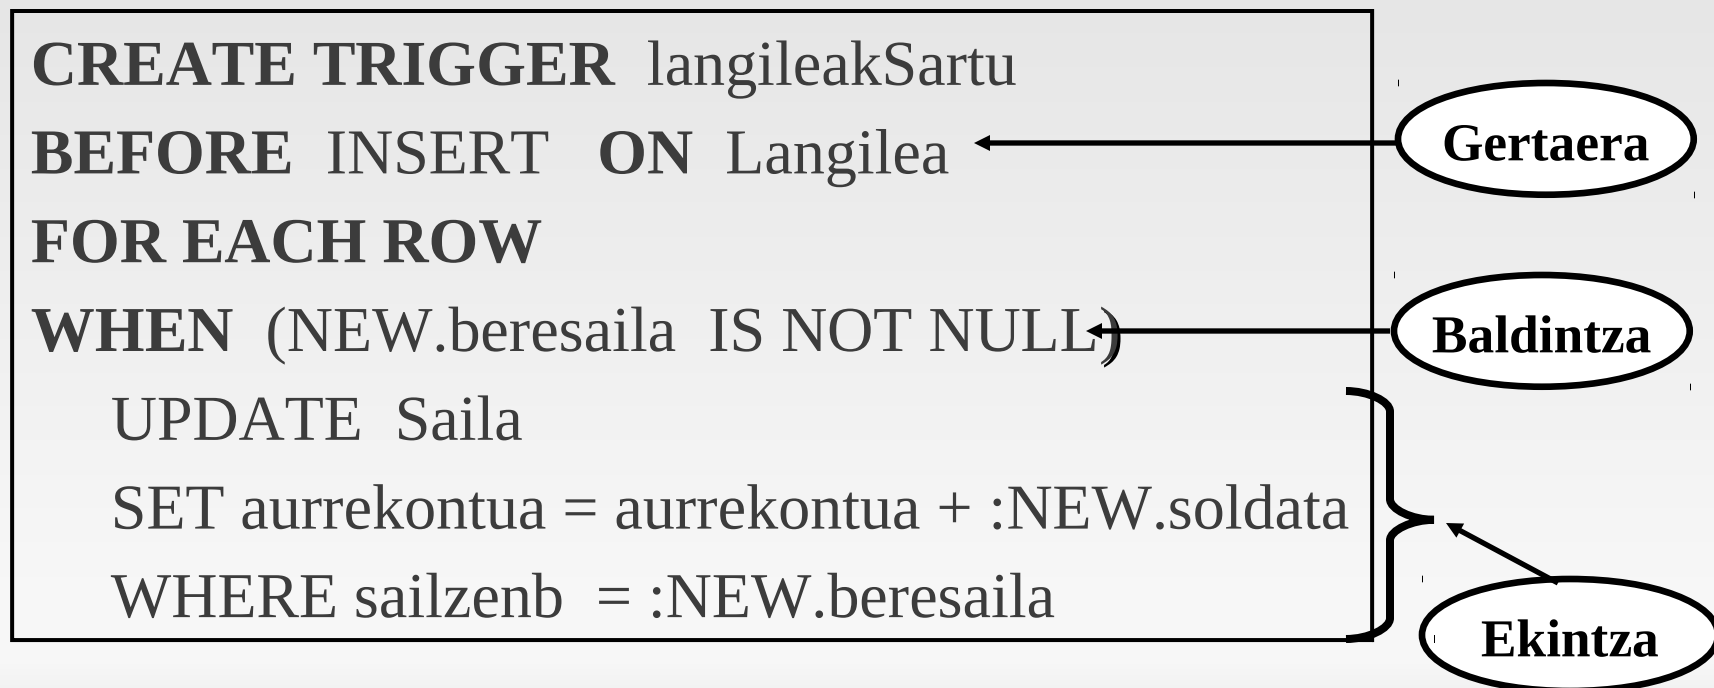 CREATE TRIGGER langileakSartu
BEFORE INSERT ON Langilea
Gertaera
FOR EACH ROW
WHEN (NEW.beresaila IS NOT NULL)
Baldintza
UPDATE Saila
SET aurrekontua = aurrekontua + :NEW.soldata
WHERE sailzenb = :NEW.beresaila
Ekintza